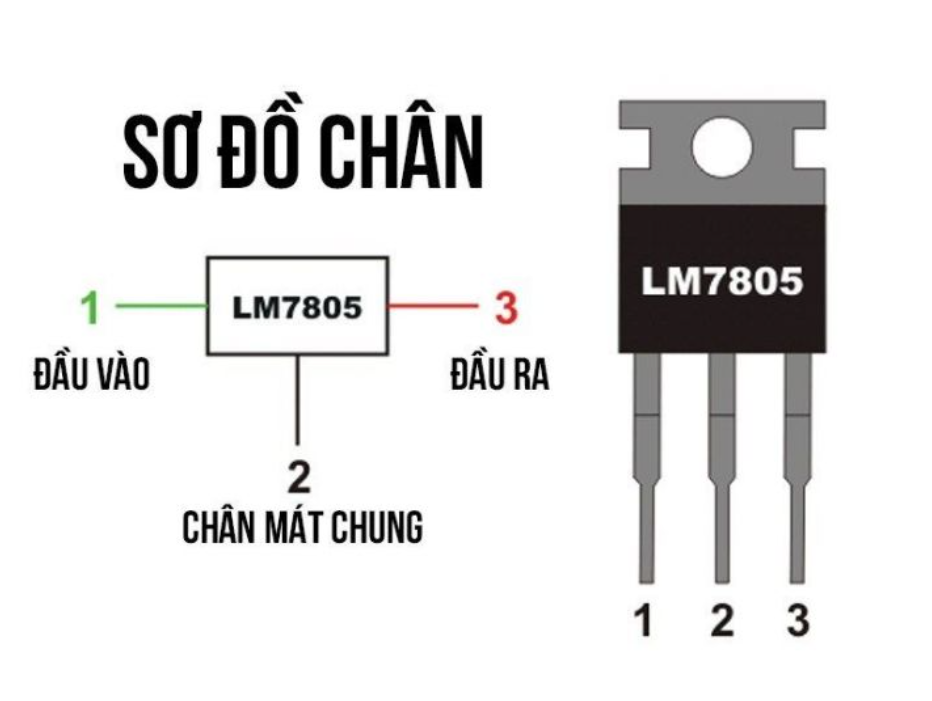 SƠ ĐỒ CHÂN
1
LM7805
3
ĐẦU VÀO
ĐẦU RA
2
CHÂN MÁT CHUNG
LM7805
1 2 3